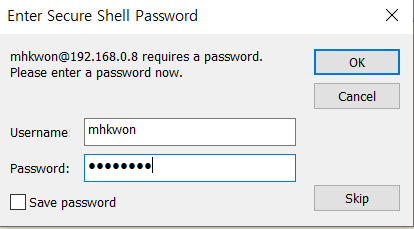 Enter Secure Shell Password
mhkwon@192.168.0.8 requires a password.
Please enter a password now.
OK
Cancel
Username
mhkwon
Password:
●●●●●●●●
Save password
Skip